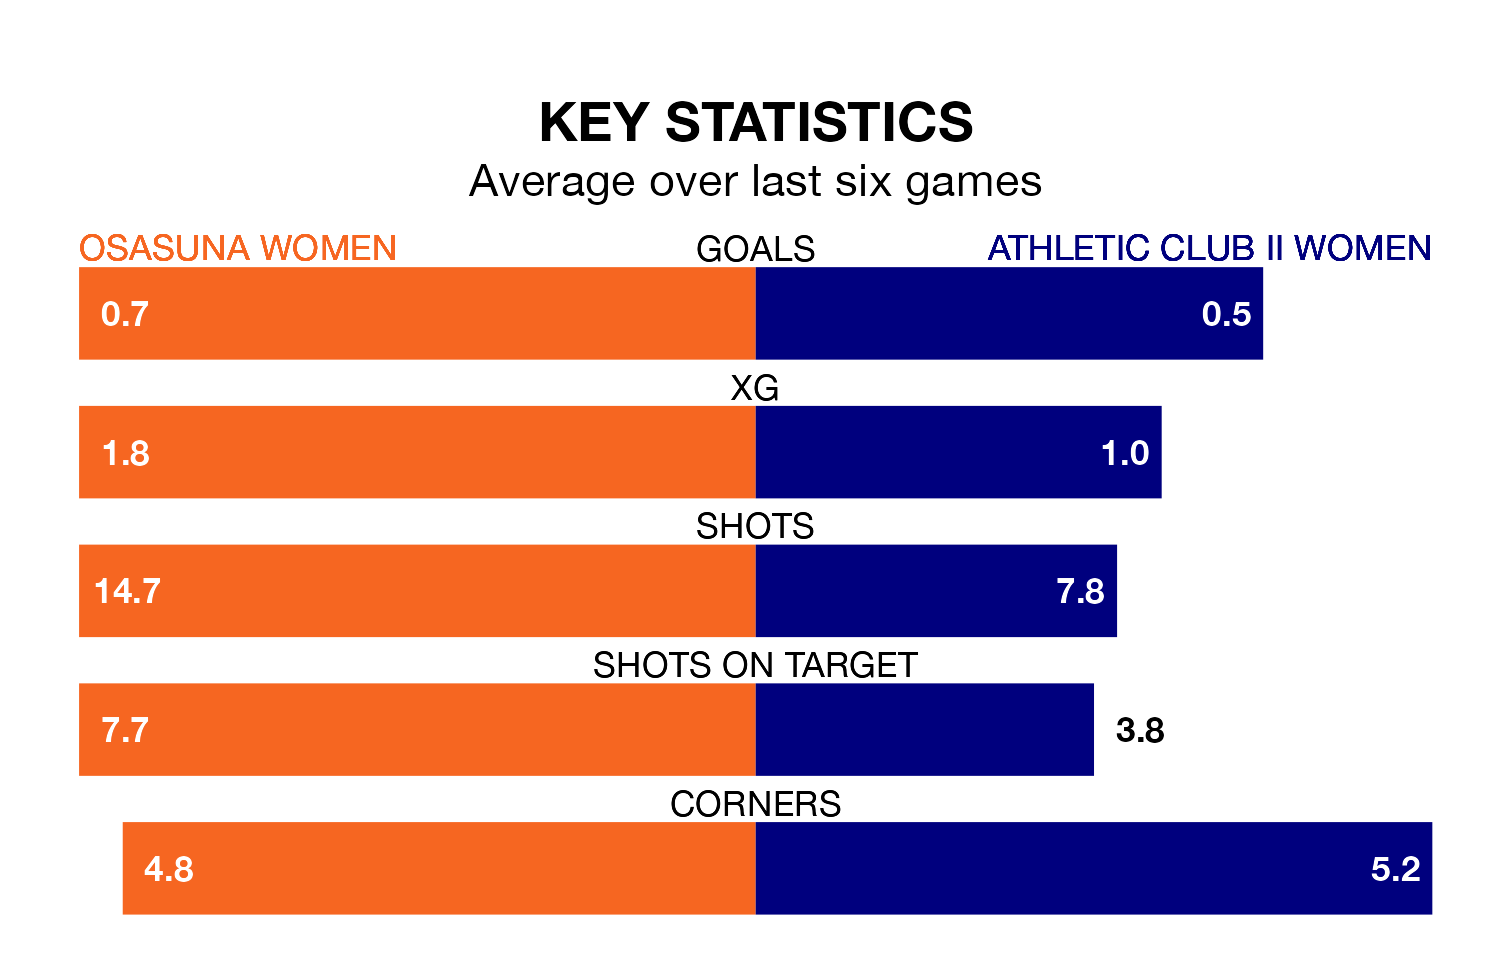 KEY STATISTICS
Average over last six games
OSASUNA WOMEN GOALS ATHLETIC CLUB II WOMEN
0.7 0.5
XG
1.8 1.0
SHOTS
14.7 7.8
SHOTS ON TARGET
7.7 3.8
CORNERS
4.8 5.2